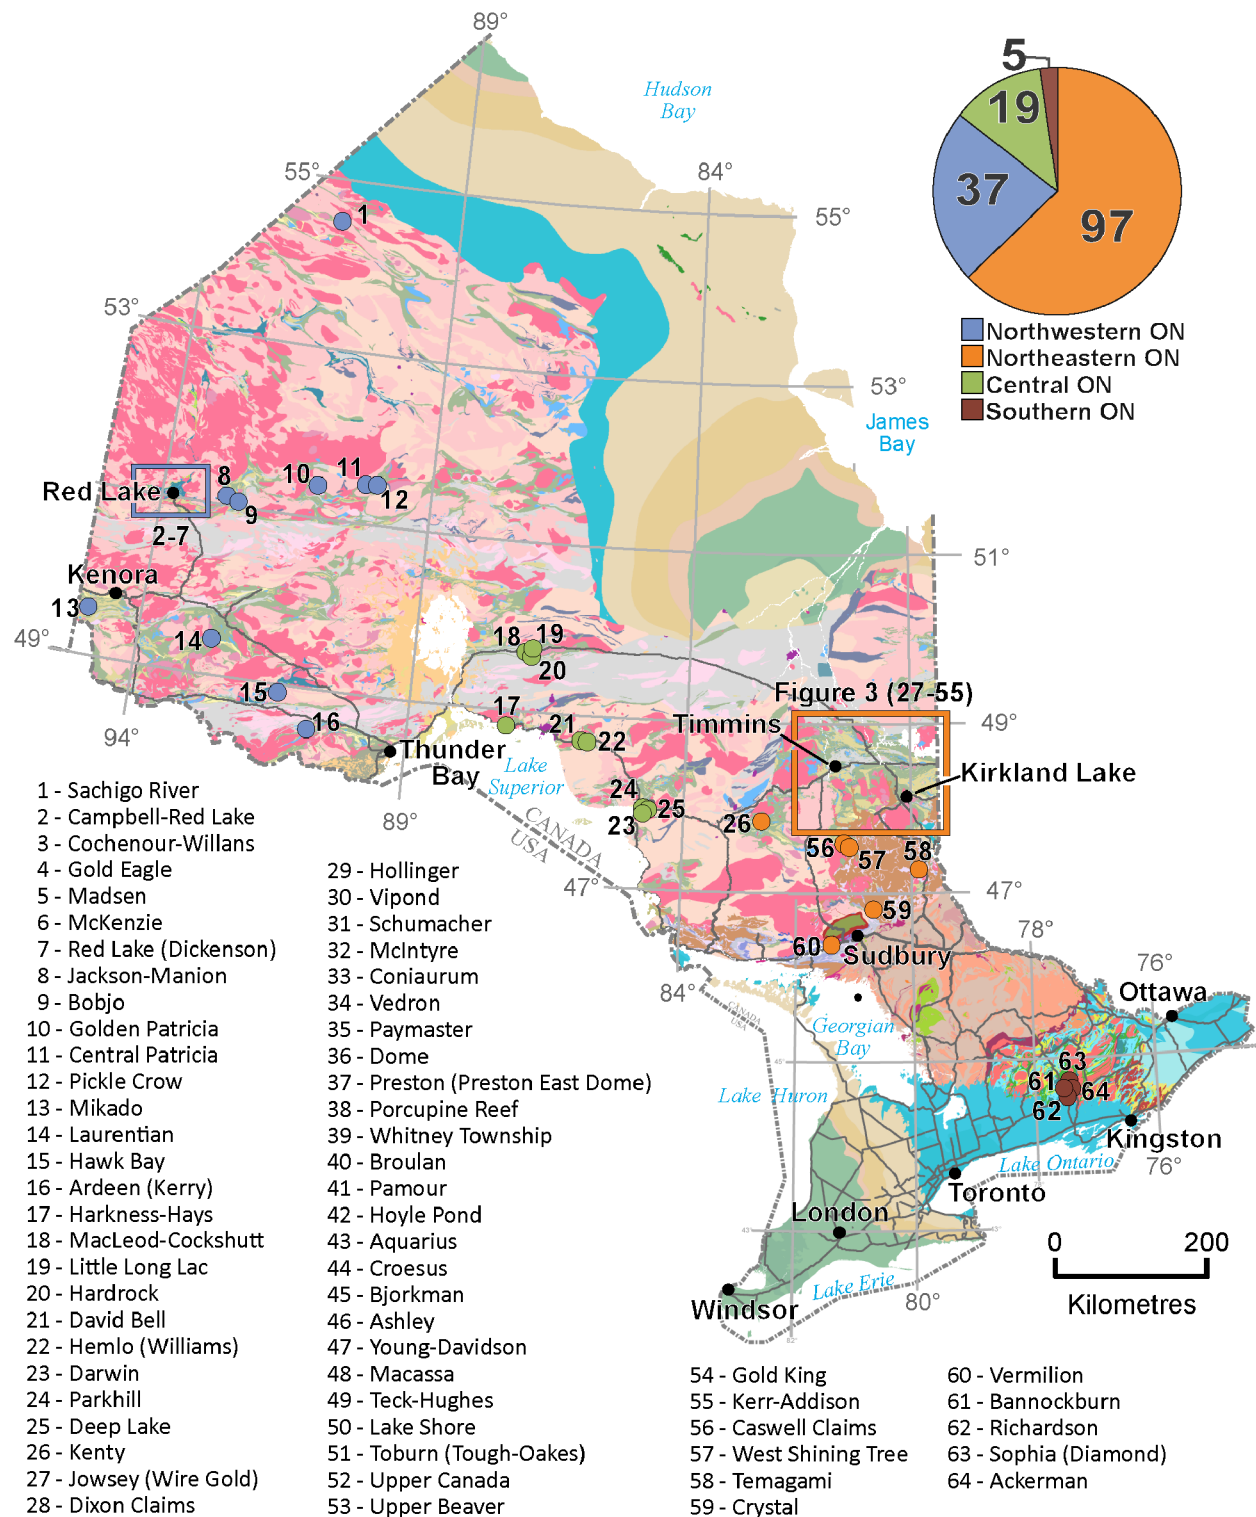 89°
5
19
37
97
Hudson
Bay
Northwestern ON
Northeastern ON
Central ON
Southern ON
55°
84°
55°
1
53°
53°
James
Bay
Red Lake
8
9
10
11
12
2-7
51°
Kenora
13
49°
14
18
19
20
15
16
17
21
22
Figure 3 (27-55)
Timmins
49°
Kirkland Lake
94°
Thunder
Bay
Lake
Superior
89°
CANADA
USA
24
25
23
26
56
57
58
47°
47°
59
60
Sudbury
78°
76°
84°
CANADA
USA
Ottawa
Georgian
Bay
45°
Lake Huron
63
61
64
62
Kingston
76°
Lake Ontario
Toronto
London
43°
43°
0
200
Kilometres
Lake Erie
80°
Windsor
82°
1 - Sachigo River
2 - Campbell-Red Lake
3 - Cochenour-Willans
4 - Gold Eagle
5 - Madsen
6 - McKenzie
7 - Red Lake (Dickenson)
8 - Jackson-Manion
9 - Bobjo
10 - Golden Patricia
11 - Central Patricia
12 - Pickle Crow
13 - Mikado
14 - Laurentian
15 - Hawk Bay
16 - Ardeen (Kerry)
17 - Harkness-Hays
18 - MacLeod-Cockshutt
19 - Little Long Lac
20 - Hardrock
21 - David Bell
22 - Hemlo (Williams)
23 - Darwin
24 - Parkhill
25 - Deep Lake
26 - Kenty
27 - Jowsey (Wire Gold)
28 - Dixon Claims
29 - Hollinger
30 - Vipond
31 - Schumacher
32 - McIntyre
33 - Coniaurum
34 - Vedron
35 - Paymaster
36 - Dome
37 - Preston (Preston East Dome)
38 - Porcupine Reef
39 - Whitney Township
40 - Broulan
41 - Pamour
42 - Hoyle Pond
43 - Aquarius
44 - Croesus
45 - Bjorkman
46 - Ashley
47 - Young-Davidson
48 - Macassa
49 - Teck-Hughes
50 - Lake Shore
51 - Toburn (Tough-Oakes)
52 - Upper Canada
53 - Upper Beaver
54 - Gold King
55 - Kerr-Addison
56 - Caswell Claims
57 - West Shining Tree
58 - Temagami
59 - Crystal
60 - Vermilion
61 - Bannockburn
62 - Richardson
63 - Sophia (Diamond)
64 - Ackerman